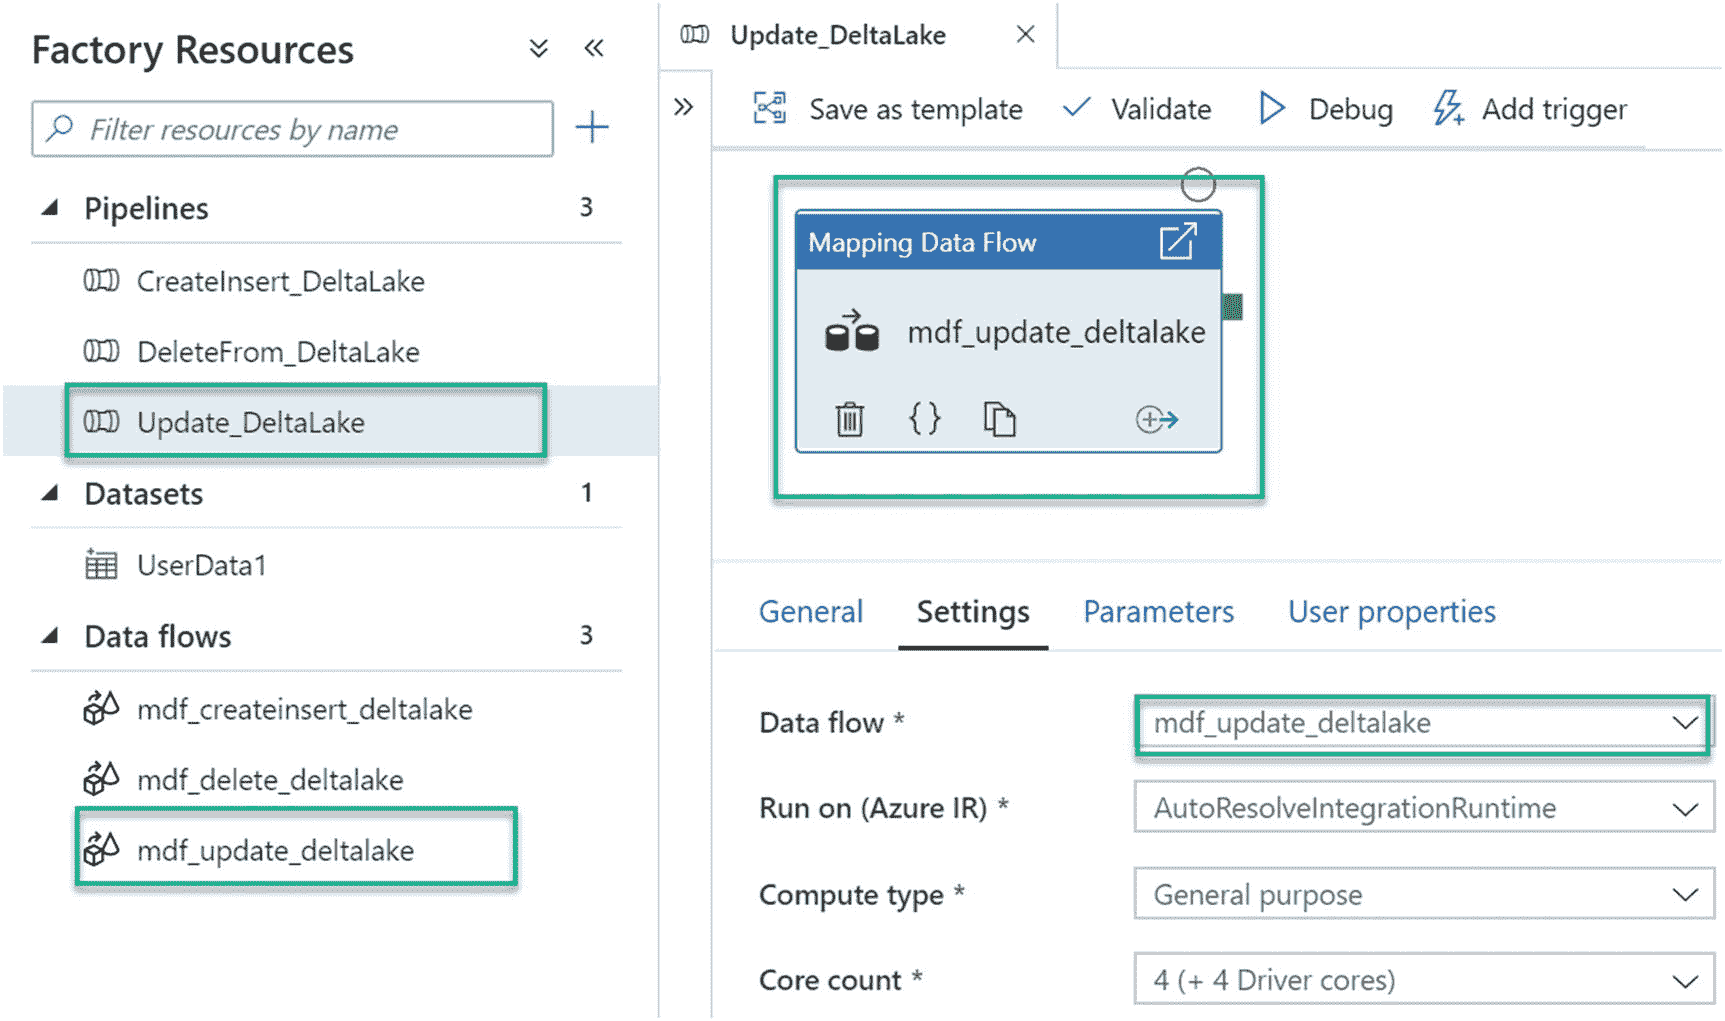 Factory Resources
Filter resources by name
Pipelines 3
CreateInsert_DeltaLake
DeleteFrom_DeltaLake
Update_DeltaLake
Datasets 1
UserData1
Data flows 3
mdf_createinsert_deltalake
mdf_delete_deltalake
mdf_update_deltalake
Update_DeltaLake
Save as template Validate Debug Add trigger
Mapping Data Flow
mdf_update_deltalake
General Settings Parameters User properties
Data flow * mdf_update_deltalake
Run on (Azure IR) * AutoResolveIntegrationRuntime
Compute type * General purpose
Core count * 4 (+ 4 Driver cores)